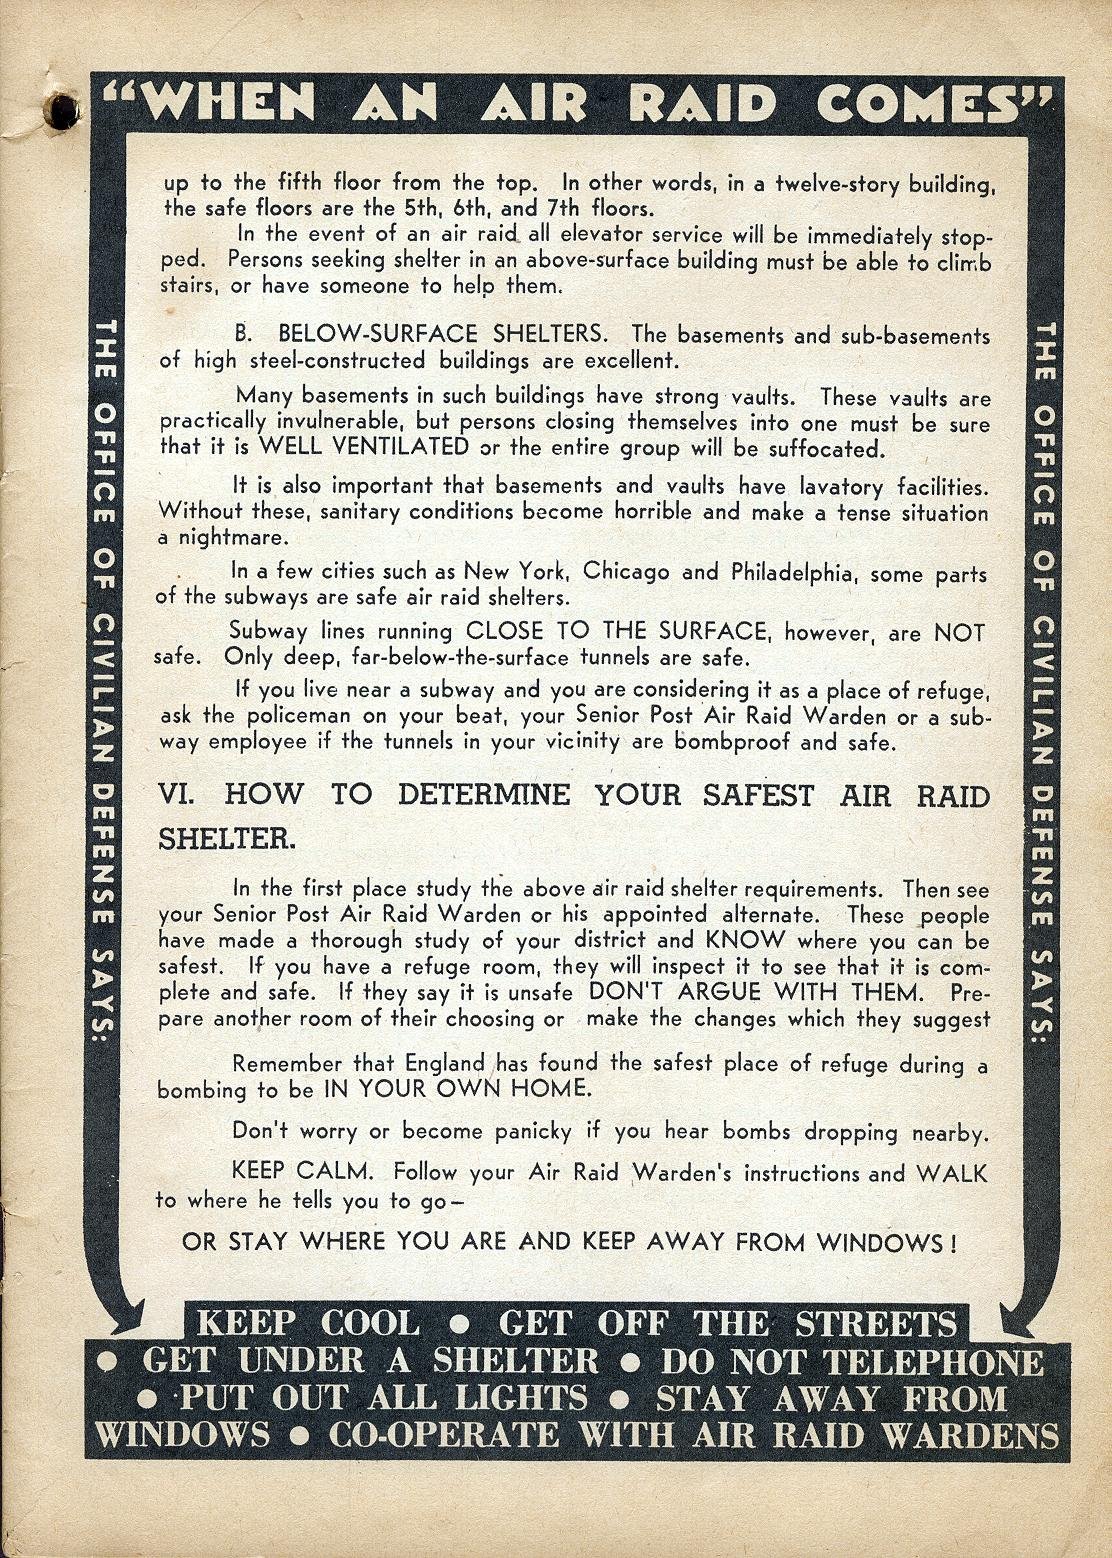 “WHEN AN AIR RAID COMES”
up to the fifth floor from the top. In other words, in a twelve-story building,
the safe floors are the 5th, 6th, and 7th floors.
In the event of an air raid all elevator service will be immediately stop-
ped. Persons seeking shelter in an above-surface building must be able to climb
stairs, or have someone to help them.
B. BELOW-SURFACE SHELTERS. The basements and sub-basements
of high steel-constructed buildings are excellent.
Many basements in such buildings have strong vaults. These vaults are
practically invulnerable, but persons closing themselves into one must be sure
that it is WELL VENTILATED or the entire group will be suffocated.
It is also important that basements and vaults have lavatory facilities.
Without these, sanitary conditions become horrible and make a tense situation
a nightmare.
In a few cities such as New York, Chicago and Philadelphia, some parts
of the subways are safe air raid shelters.
Subway lines running CLOSE TO THE SURFACE, however, are NOT
safe. Only deep, far-below-the-surface tunnels are safe.
If you live near a subway and you are considering it as a place of refuge,
ask the policeman on your beat, your Senior Post Air Raid Warden or a sub-
way employee if the tunnels in your vicinity are bombproof and safe.
VI. HOW TO DETERMINE YOUR SAFEST AIR RAID
SHELTER.
In the first place study the above air raid shelter requirements. Then see
your Senior Post Air Raid Warden or his appointed alternate. These people
have made a thorough study of your district and KNOW where you can be
safest. If you have a refuge room, they will inspect it to see that it is com-
plete and safe. If they say it is unsafe DON'T ARGUE WITH THEM. Pre-
pare another room of their choosing or make the changes which they suggest
Remember that England has found the safest place of refuge during a
bombing to be IN YOUR OWN HOME.
Don't worry or become panicky if you hear bombs dropping nearby.
KEEP CALM. Follow your Air Raid Warden's instructions and WALK
to where he tells you to go—
OR STAY WHERE YOU ARE AND KEEP AWAY FROM WINDOWS!
THE OFFICE OF CIVILIAN DEFENSE SAYS:
THE OFFICE OF CIVILIAN DEFENSE SAYS:
KEEP COOL ● GET OFF THE STREETS
● GET UNDER A SHELTER ● DO NOT TELEPHONE
● PUT OUT ALL LIGHTS ● STAY AWAY FROM
WINDOWS ● CO-OPERATE WITH AIR RAID WARDENS